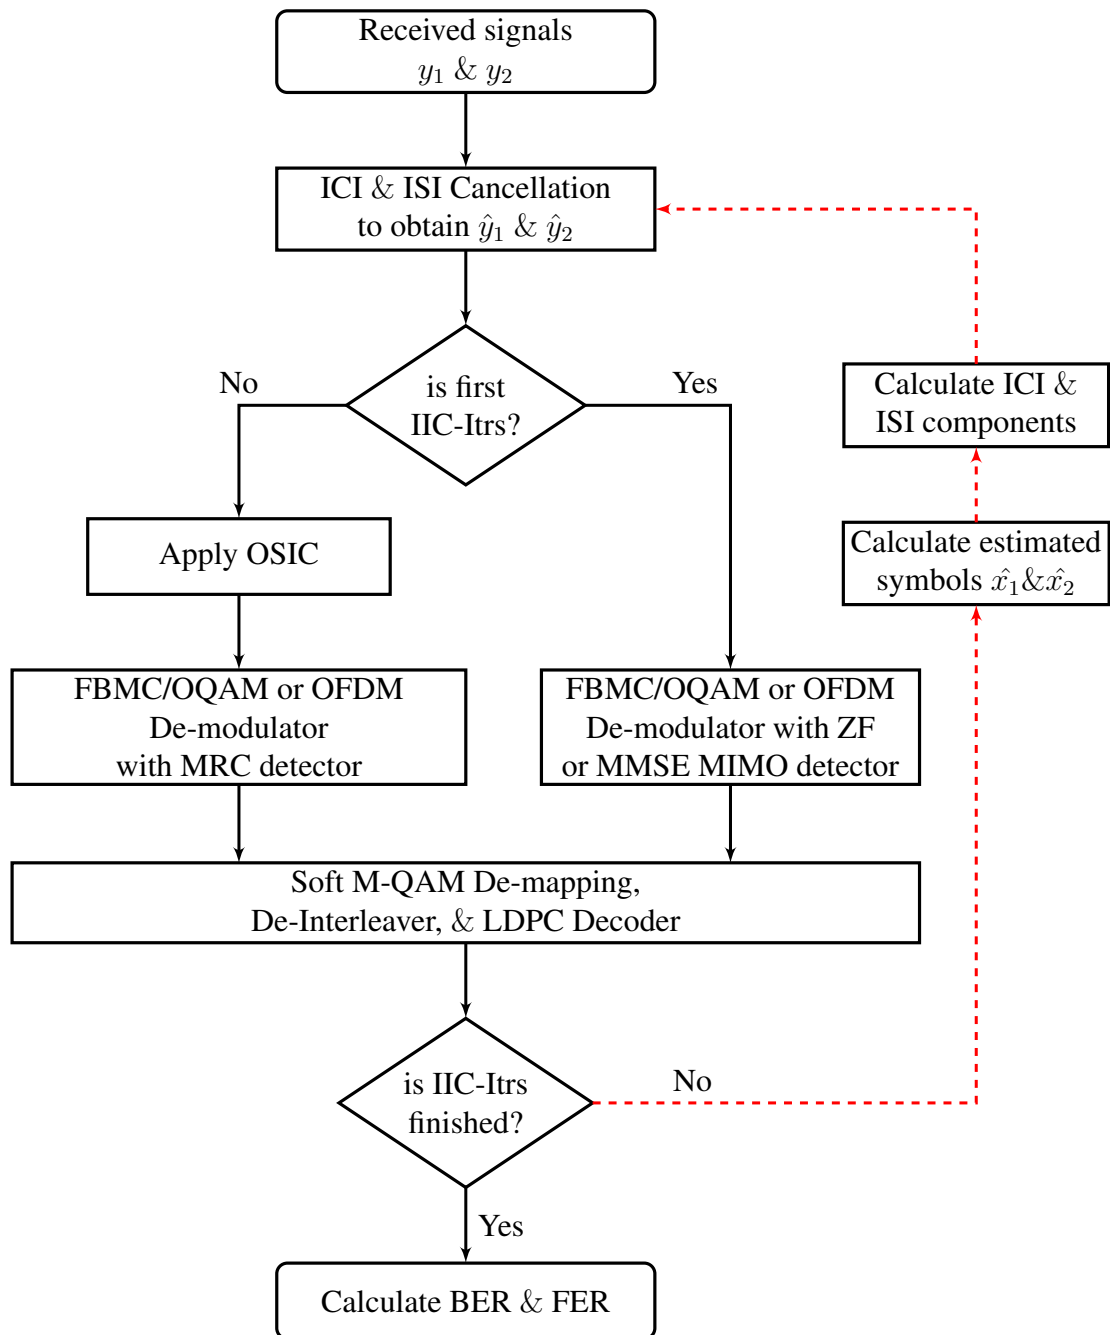 Received signals
y₁ & y₂
ICI & ISI Cancellation
to obtain ŷ₁ & ŷ₂
is first
IIC-Itrs?
No
Yes
Calculate ICI &
ISI components
Apply OSIC
Calculate estimated
symbols x̂₁&x̂₂
FBMC/OQAM or OFDM
De-modulator
with MRC detector
FBMC/OQAM or OFDM
De-modulator with ZF
or MMSE MIMO detector
Soft M-QAM De-mapping,
De-Interleaver, & LDPC Decoder
is IIC-Itrs
finished?
No
Yes
Calculate BER & FER